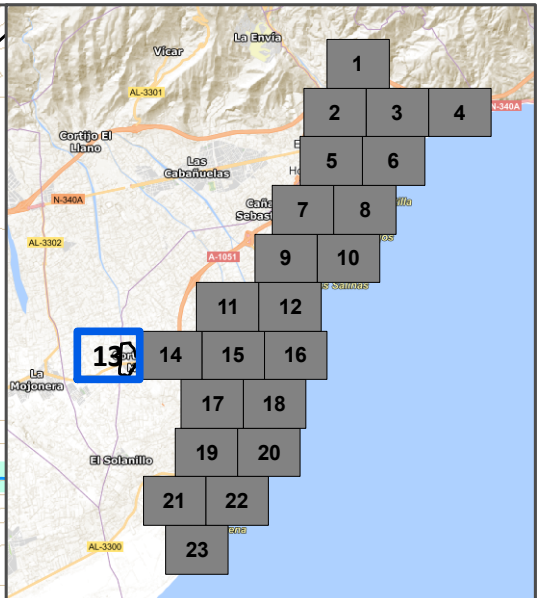 La Envía
Vícar
1
AL-3301
N-340A
2 3 4
Cortijo El
Llano
Las
Cabañuelas
5 6
N-340A
7 8
AL-3302
A-1051
9 10
Salinas
11 12
13 14 15 16
La
Mojonera
17 18
El Solanillo
19 20
21 22
AL-3300
23